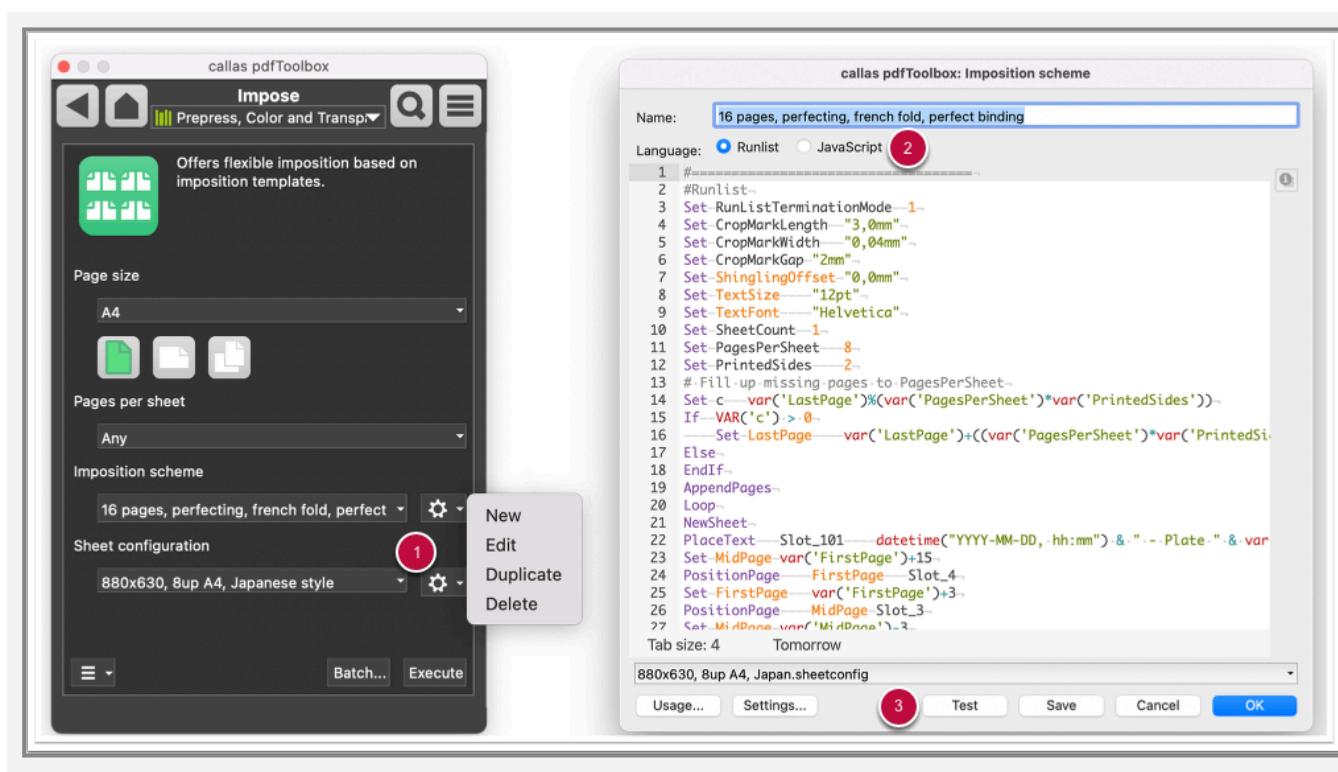 callas pdfToolbox
Impose
Prepress, Color and Transp
Offers flexible imposition based on
imposition templates.
Page size
A4
Pages per sheet
Any
Imposition scheme
16 pages, perfecting, french fold, perfect
1
Sheet configuration
880x630, 8up A4, Japanese style
New
Edit
Duplicate
Delete
Batch...
Execute
callas pdfToolbox: Imposition scheme
Name: 16 pages, perfecting, french fold, perfect binding
Language: Runlist JavaScript 2
1 #===================================
2 #Runlist
3 Set RunListTerminationMode 1
4 Set CropMarkLength "3,0mm"
5 Set CropMarkWidth "0,04mm"
6 Set CropMarkGap "2mm"
7 Set ShinglingOffset "0,0mm"
8 Set TextSize "12pt"
9 Set TextFont "Helvetica"
10 Set SheetCount 1
11 Set PagesPerSheet 8
12 Set PrintedSides 2
13 # Fill up missing pages to PagesPerSheet
14 Set c var('LastPage')%(var('PagesPerSheet')*var('PrintedSides'))
15 If VAR('c') > 0
16 Set LastPage var('LastPage')+((var('PagesPerSheet')*var('PrintedSi
17 Else
18 EndIf
19 AppendPages
20 Loop
21 NewSheet
22 PlaceText Slot_101 datetime("YYYY-MM-DD, hh:mm") & " - Plate " & var
23 Set MidPage var('FirstPage')+15
24 PositionPage FirstPage Slot_4
25 Set FirstPage var('FirstPage')+3
26 PositionPage MidPage Slot_3
27 Set MidPage var('MidPage')-3
Tab size: 4 Tomorrow
880x630, 8up A4, Japan.sheetconfig
Usage... Settings... 3 Test Save Cancel OK